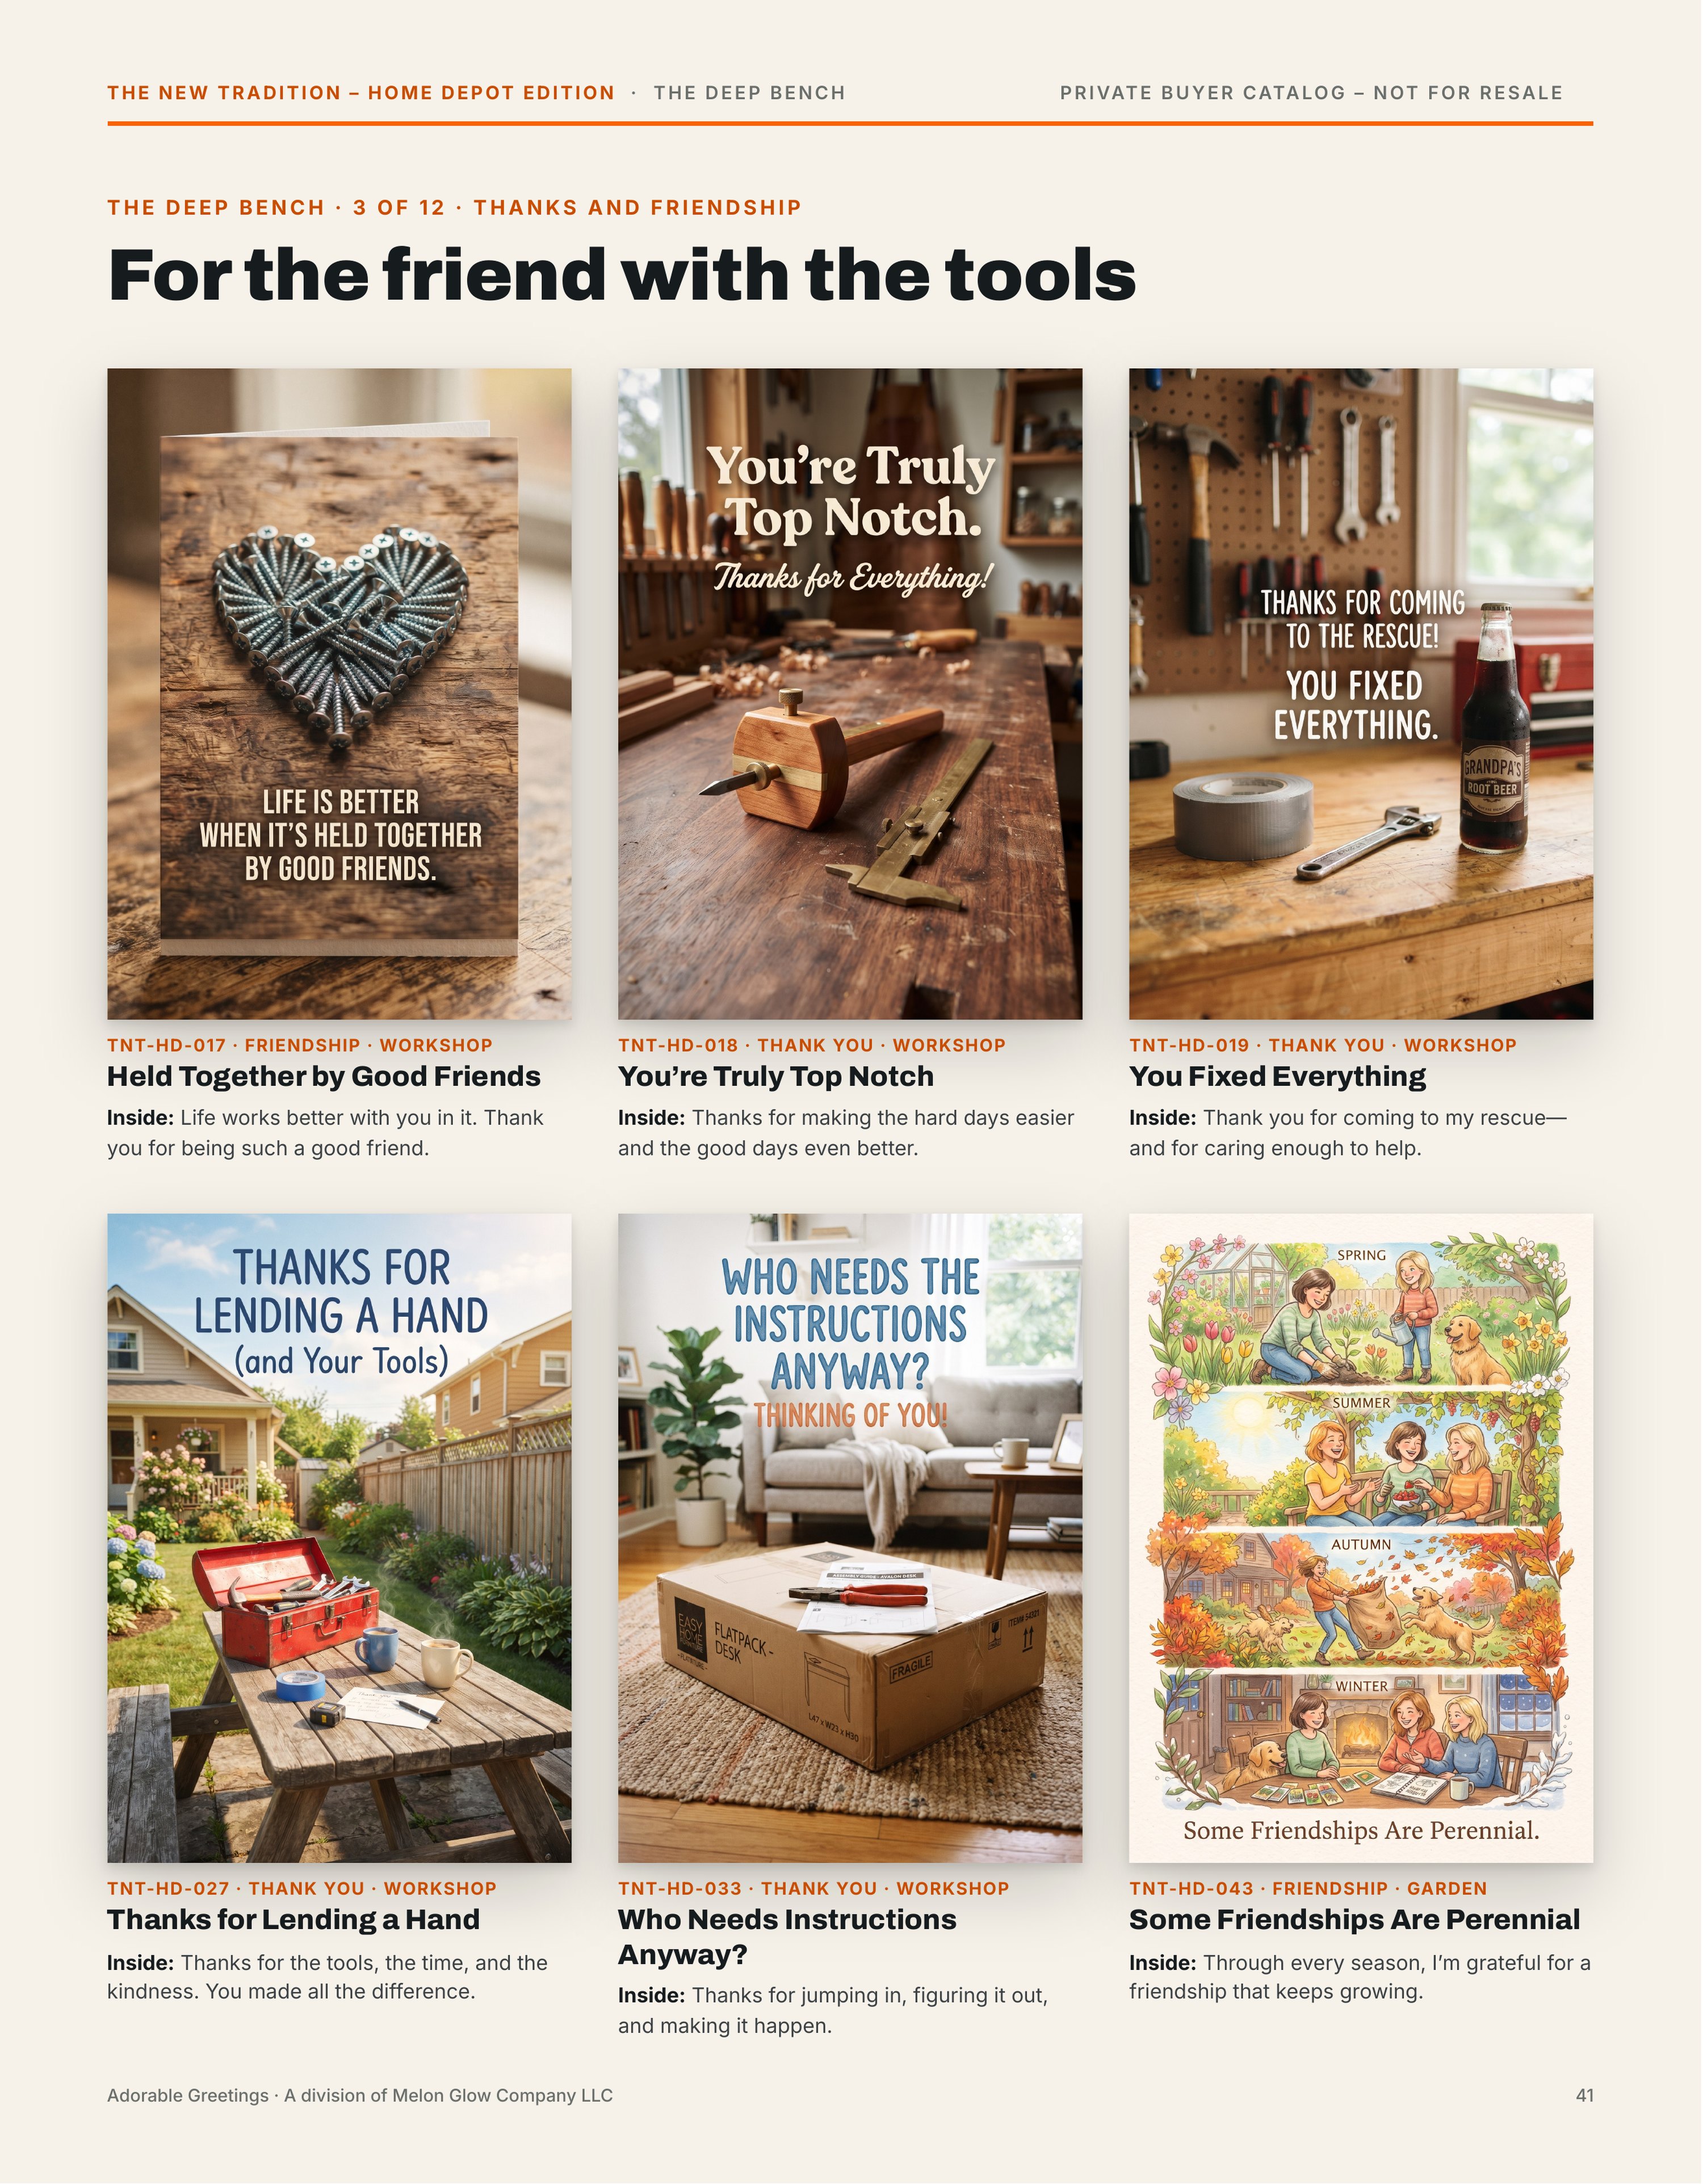 THE NEW TRADITION – HOME DEPOT EDITION · THE DEEP BENCH
PRIVATE BUYER CATALOG – NOT FOR RESALE
THE DEEP BENCH · 3 OF 12 · THANKS AND FRIENDSHIP
For the friend with the tools
LIFE IS BETTER
WHEN IT'S HELD TOGETHER
BY GOOD FRIENDS.
TNT-HD-017 · FRIENDSHIP · WORKSHOP
Held Together by Good Friends
Inside: Life works better with you in it. Thank
you for being such a good friend.
You're Truly
Top Notch.
Thanks for Everything!
TNT-HD-018 · THANK YOU · WORKSHOP
You're Truly Top Notch
Inside: Thanks for making the hard days easier
and the good days even better.
THANKS FOR COMING
TO THE RESCUE!
YOU FIXED
EVERYTHING.
GRANDPA'S
ROOT BEER
TNT-HD-019 · THANK YOU · WORKSHOP
You Fixed Everything
Inside: Thank you for coming to my rescue—
and for caring enough to help.
THANKS FOR
LENDING A HAND
(and Your Tools)
TNT-HD-027 · THANK YOU · WORKSHOP
Thanks for Lending a Hand
Inside: Thanks for the tools, the time, and the
kindness. You made all the difference.
WHO NEEDS THE
INSTRUCTIONS
ANYWAY?
THINKING OF YOU!
ASSEMBLY GUIDE - AVALON DESK
EASY
HOME
FLATPACK -
DESK
FRAGILE
ITEM# 54301
L47 x W23 x H30
TNT-HD-033 · THANK YOU · WORKSHOP
Who Needs Instructions
Anyway?
Inside: Thanks for jumping in, figuring it out,
and making it happen.
SPRING
SUMMER
AUTUMN
WINTER
Some Friendships Are Perennial.
TNT-HD-043 · FRIENDSHIP · GARDEN
Some Friendships Are Perennial
Inside: Through every season, I'm grateful for a
friendship that keeps growing.
Adorable Greetings · A division of Melon Glow Company LLC
41